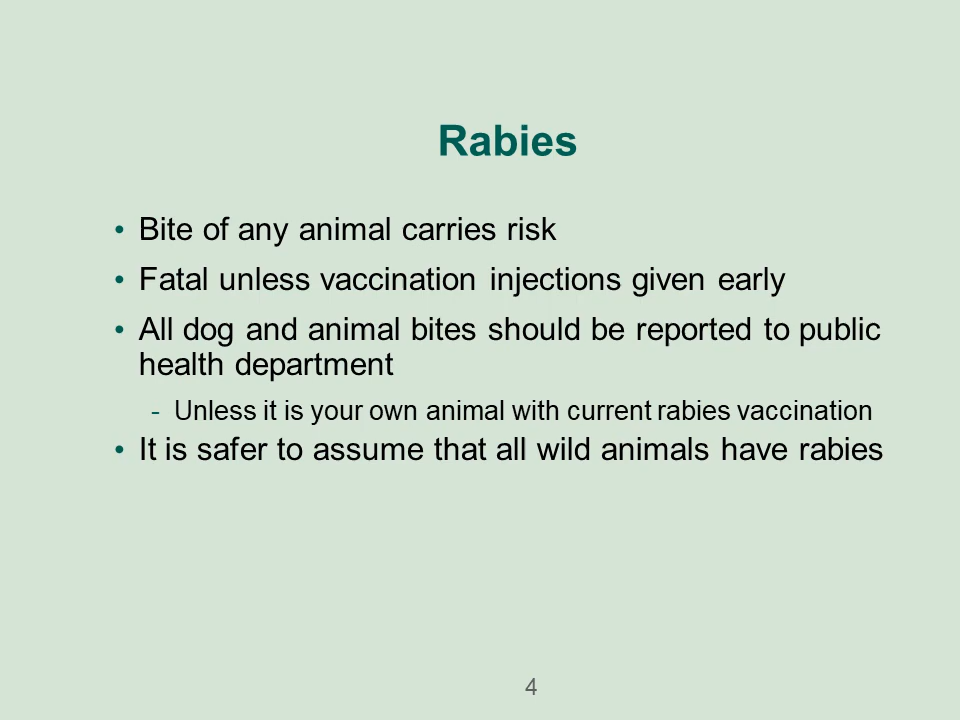 Rabies
• Bite of any animal carries risk
• Fatal unless vaccination injections given early
• All dog and animal bites should be reported to public
health department
- Unless it is your own animal with current rabies vaccination
• It is safer to assume that all wild animals have rabies
4